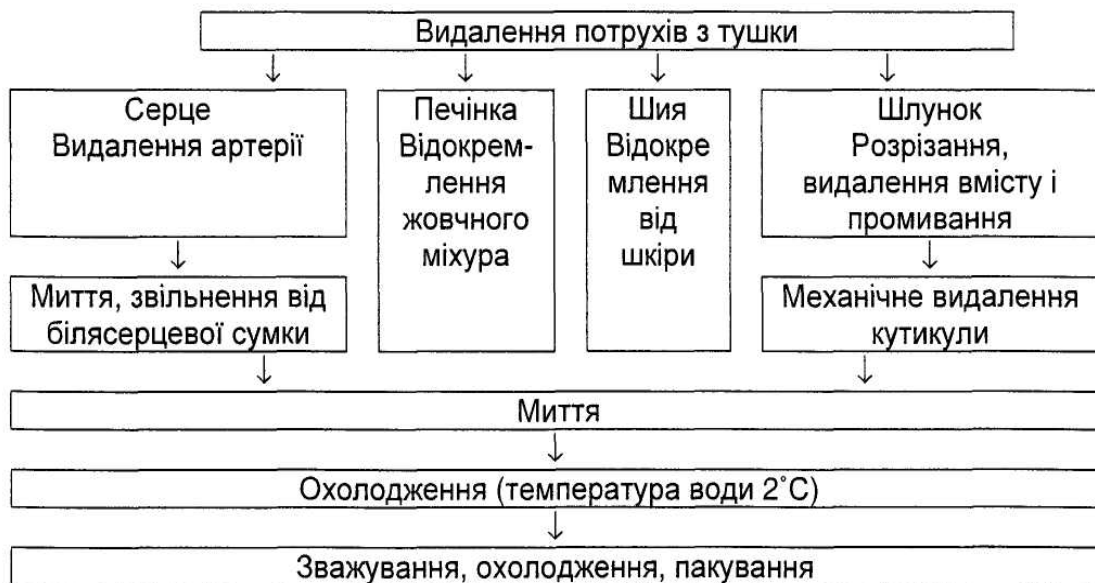 Видалення потрухів з тушки
Серце
Видалення артерії
Печінка
Відокрем-
лення
жовчного
міхура
Шия
Відокре
млення
від
шкіри
Шлунок
Розрізання,
видалення вмісту і
промивання
Миття, звільнення від
білясерцевої сумки
Механічне видалення
кутикули
Миття
Охолодження (температура води 2˚С)
Зважування, охолодження, пакування